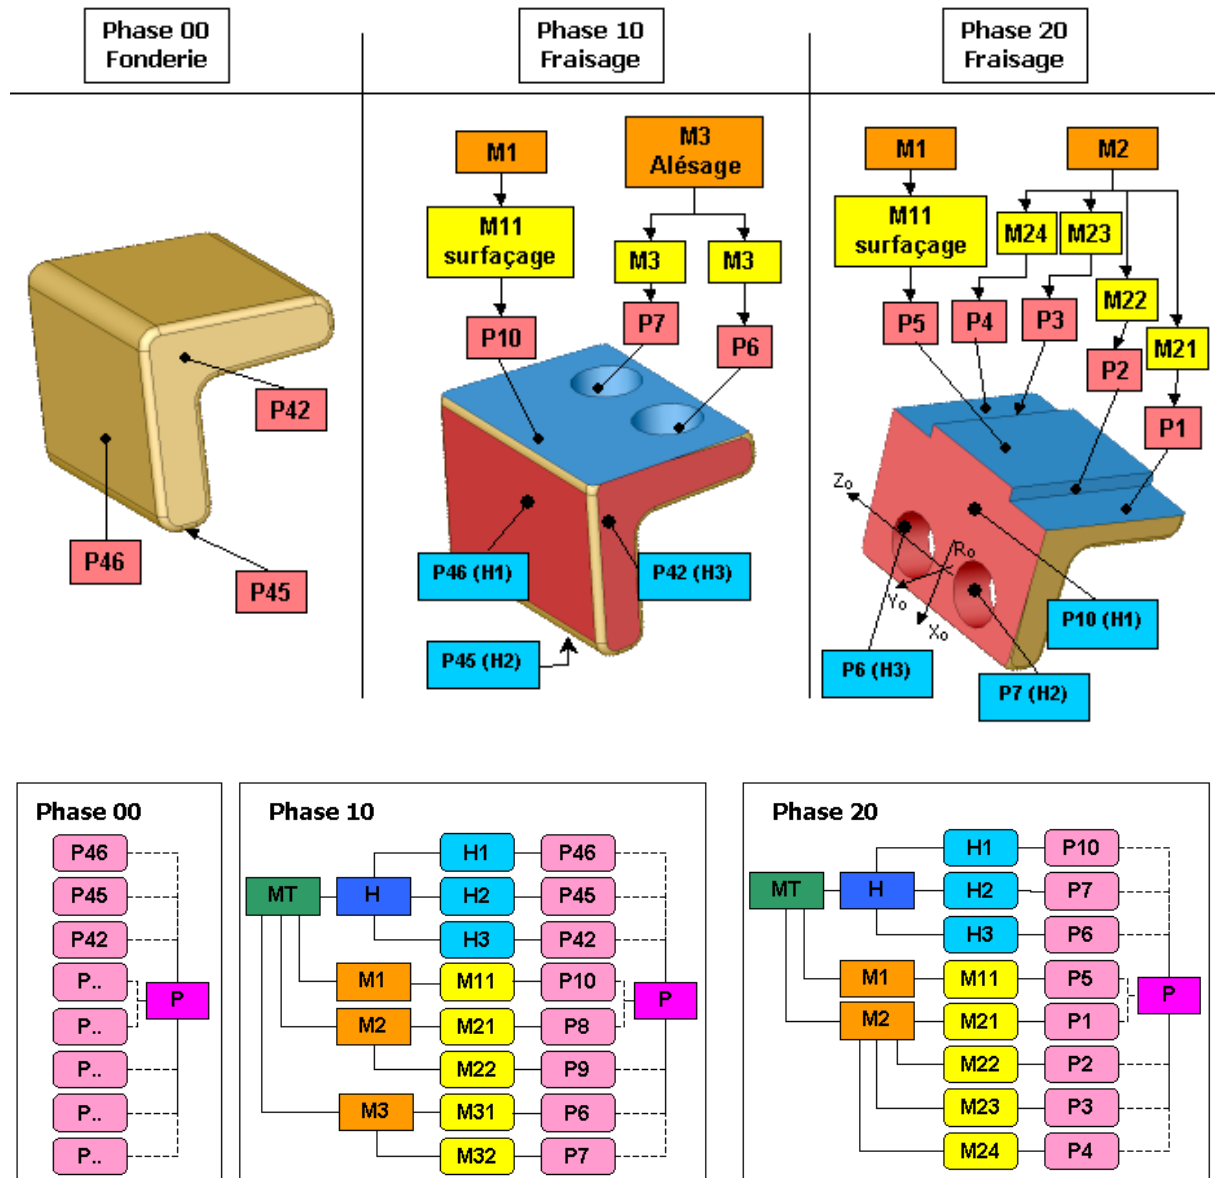 Phase 00
Fonderie
Phase 10
Fraisage
Phase 20
Fraisage
P42
P46
P45
M1
M3
Alésage
M11
surfaçage
M3
M3
P10
P7
P6
P46 (H1)
P42 (H3)
P45 (H2)
M1
M2
M11
surfaçage
M24
M23
M22
M21
P5
P4
P3
P2
P1
Zo
Ro
Yo
Xo
P10 (H1)
P6 (H3)
P7 (H2)
Phase 00
P46
P45
P42
P..
P
P..
P..
P..
P..
Phase 10
H1
P46
MT
H
H2
P45
H3
P42
M1
M11
P10
P
M2
M21
P8
M22
P9
M3
M31
P6
M32
P7
Phase 20
H1
P10
MT
H
H2
P7
H3
P6
M1
M11
P5
P
M2
M21
P1
M22
P2
M23
P3
M24
P4